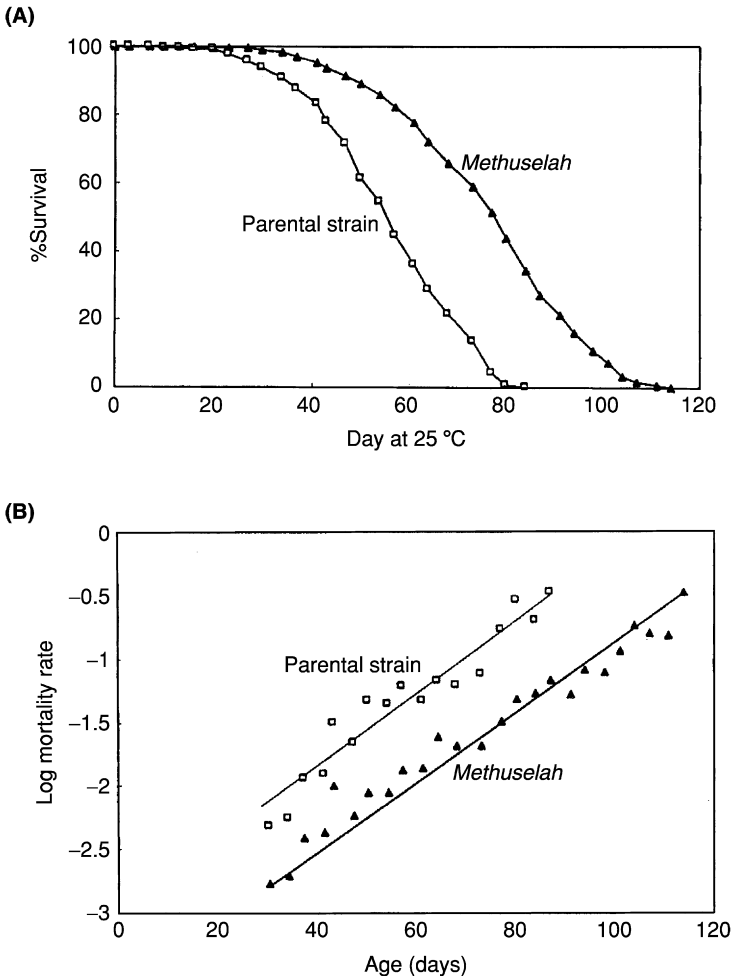 (A)
100
80
60
40
20
0
%Survival
Methuselah
Parental strain
0 20 40 60 80 100 120
Day at 25 °C
(B)
0
–0.5
–1
–1.5
–2
–2.5
–3
Log mortality rate
Parental strain
Methuselah
0 20 40 60 80 100 120
Age (days)